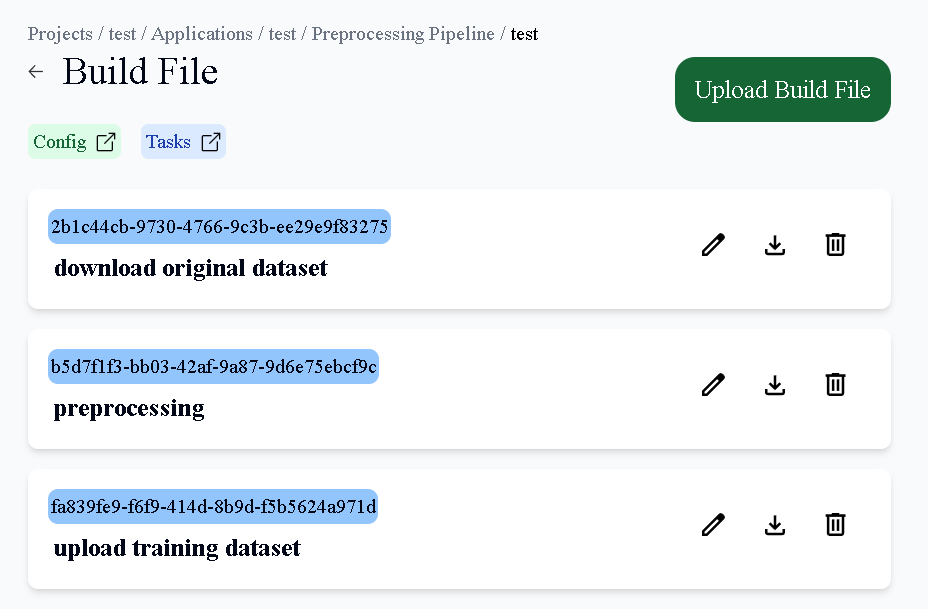 Projects / test / Applications / test / Preprocessing Pipeline / test
Build File
Upload Build File
Config
Tasks
2b1c44cb-9730-4766-9c3b-ee29e9f83275
download original dataset
b5d7f1f3-bb03-42af-9a87-9d6e75ebcf9c
preprocessing
fa839fe9-f6f9-414d-8b9d-f5b5624a971d
upload training dataset